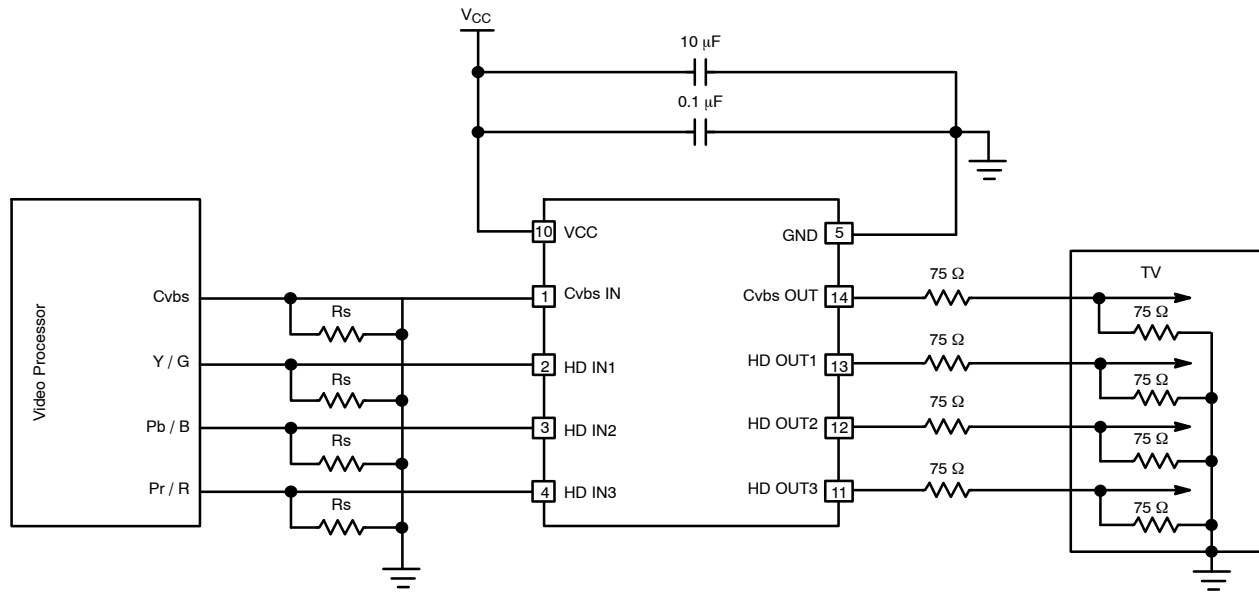 VCC
10 μF
0.1 μF
Video Processor
Cvbs
Y / G
Pb / B
Pr / R
Rs
Rs
Rs
Rs
10 VCC
1 Cvbs IN
2 HD IN1
3 HD IN2
4 HD IN3
GND 5
Cvbs OUT 14
HD OUT1 13
HD OUT2 12
HD OUT3 11
75 Ω
75 Ω
75 Ω
75 Ω
TV
75 Ω
75 Ω
75 Ω
75 Ω